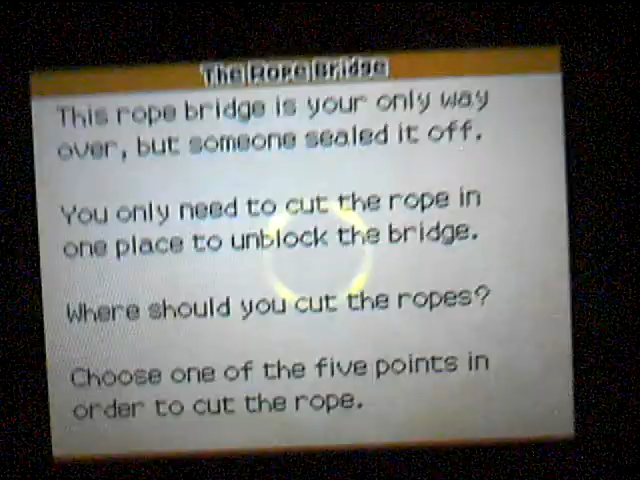 The Rope Bridge
This rope bridge is your only way
over, but someone sealed it off.
You only need to cut the rope in
one place to unblock the bridge.
Where should you cut the ropes?
Choose one of the five points in
order to cut the rope.